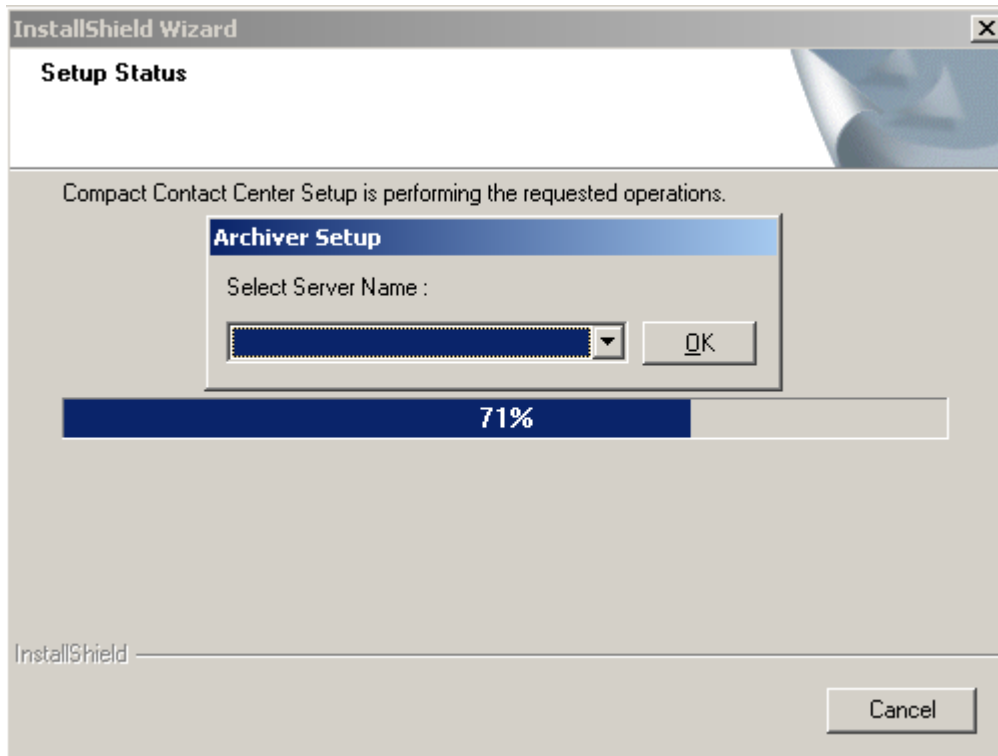 InstallShield Wizard
Setup Status
Compact Contact Center Setup is performing the requested operations.
Archiver Setup
Select Server Name :
OK
71%
InstallShield
Cancel